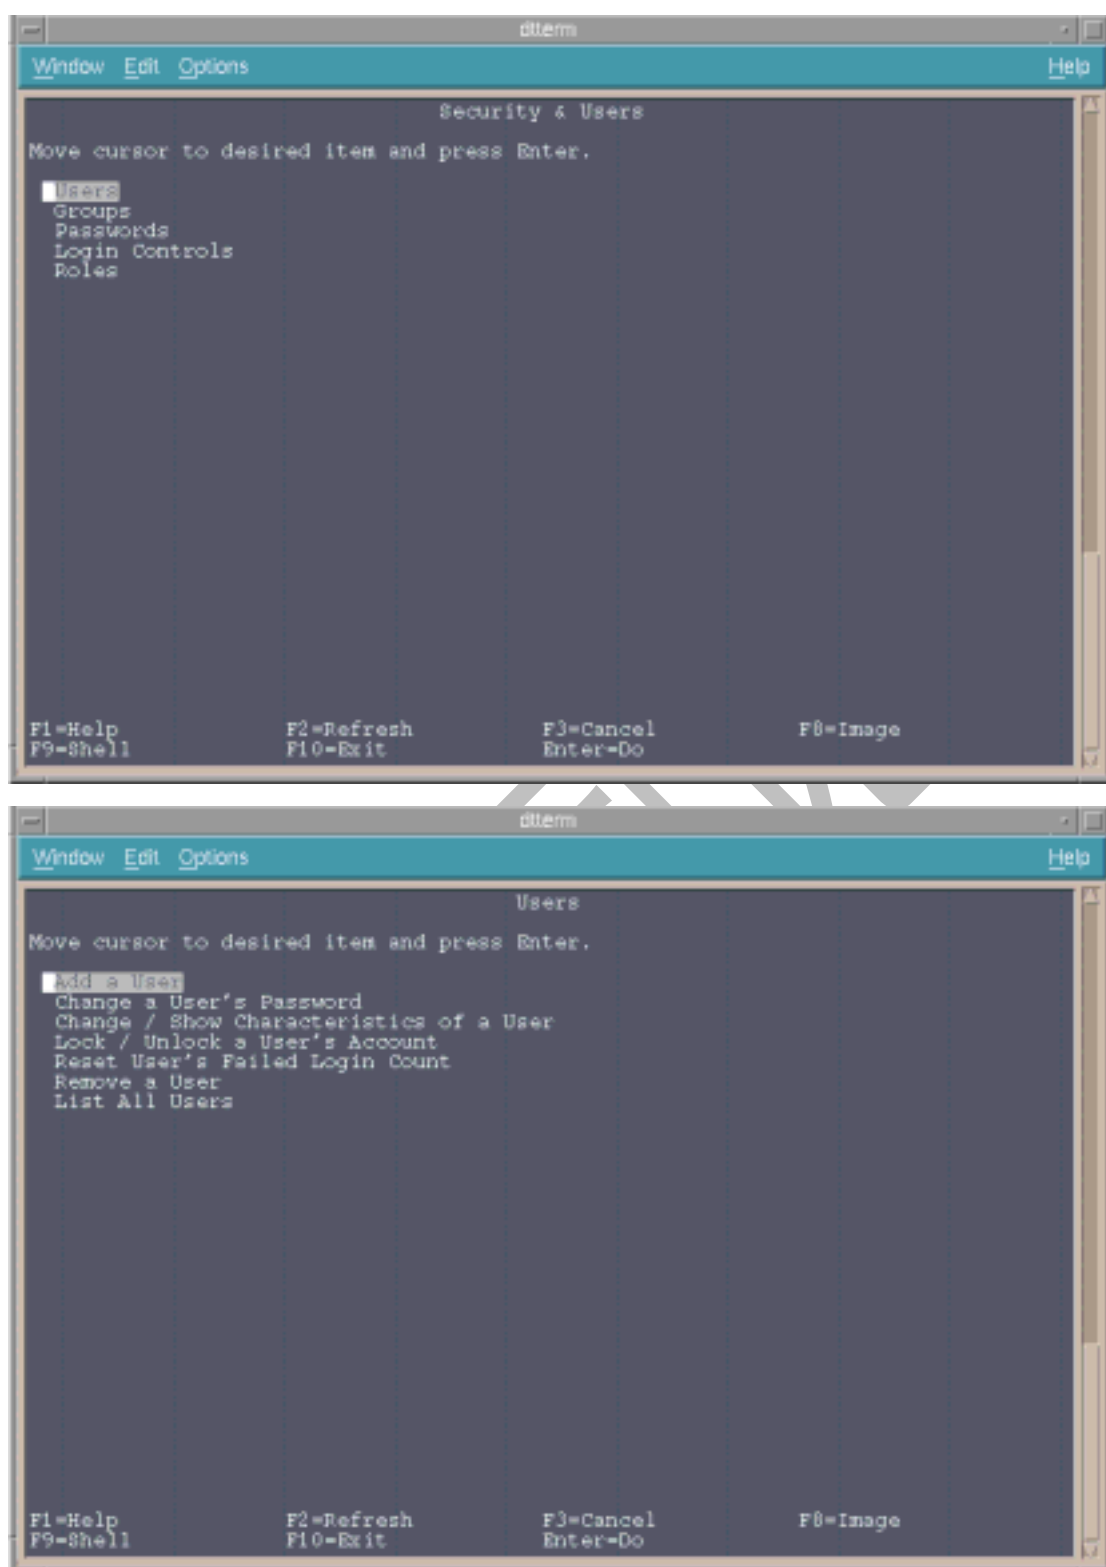 dtterm
Window Edit Options Help
Security & Users
Move cursor to desired item and press Enter.
Users
Groups
Passwords
Login Controls
Roles
F1=Help F2=Refresh F3=Cancel F8=Image
F9=Shell F10=Exit Enter=Do
dtterm
Window Edit Options Help
Users
Move cursor to desired item and press Enter.
Add a User
Change a User's Password
Change / Show Characteristics of a User
Lock / Unlock a User's Account
Reset User's Failed Login Count
Remove a User
List All Users
F1=Help F2=Refresh F3=Cancel F8=Image
F9=Shell F10=Exit Enter=Do